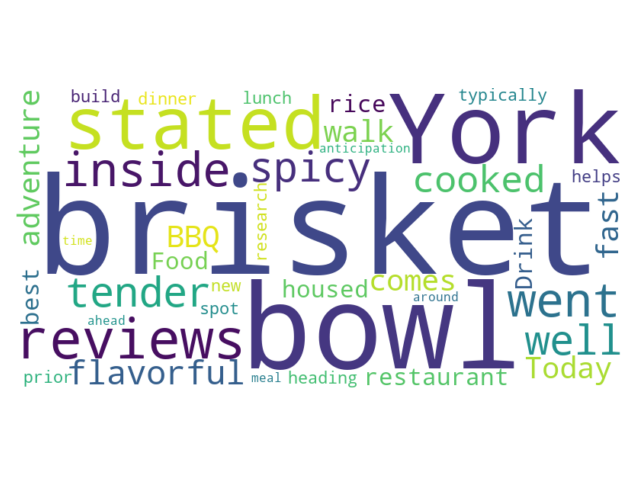 build
dinner
lunch
typically
adventure
stated
York
rice
walk
anticipation
inside
spicy
cooked
helps
brisket
research
fast
time
BBQ
Food
Drink
best
tender
new
housed
comes
around
went
ahead
spot
bowl
reviews
well
prior
flavorful
meal
heading
restaurant
Today